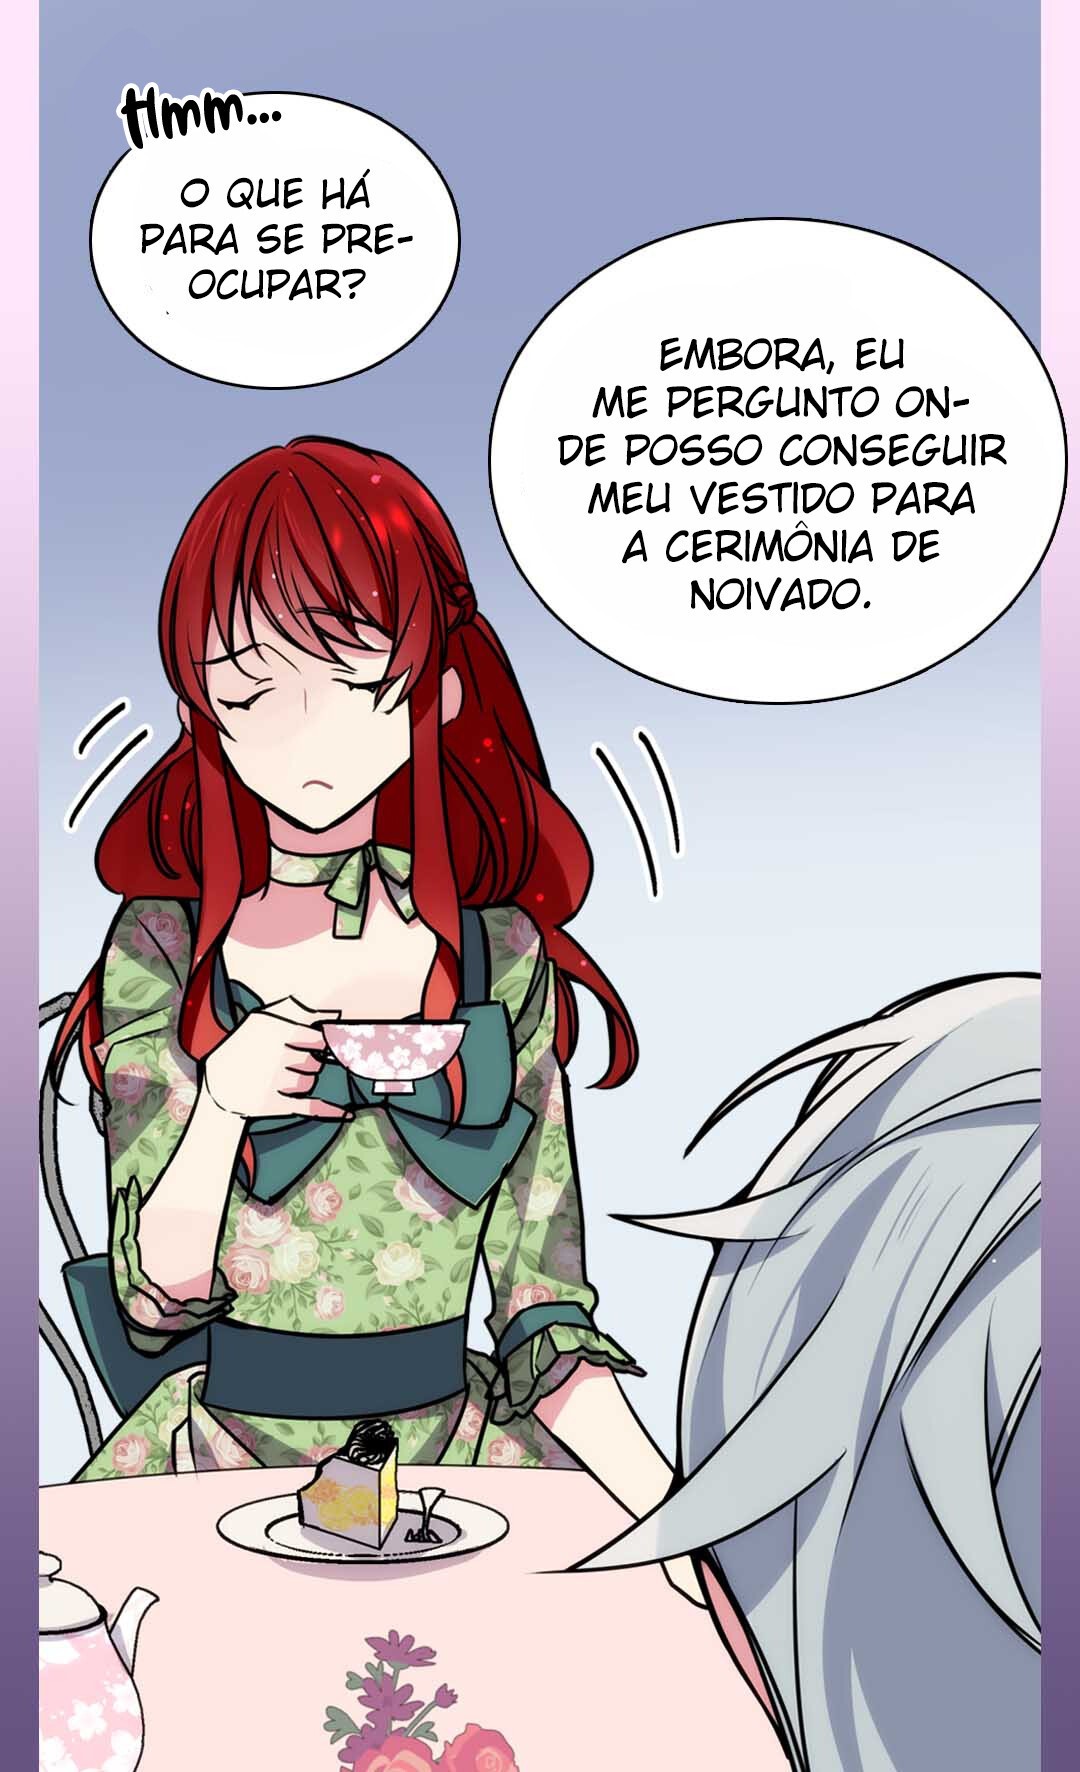 Hmm...
O QUE HÁ
PARA SE PRE-
OCUPAR?
EMBORA, EU
ME PERGUNTO ON-
DE POSSO CONSEGUIR
MEU VESTIDO PARA
A CERIMÔNIA DE
NOIVADO.